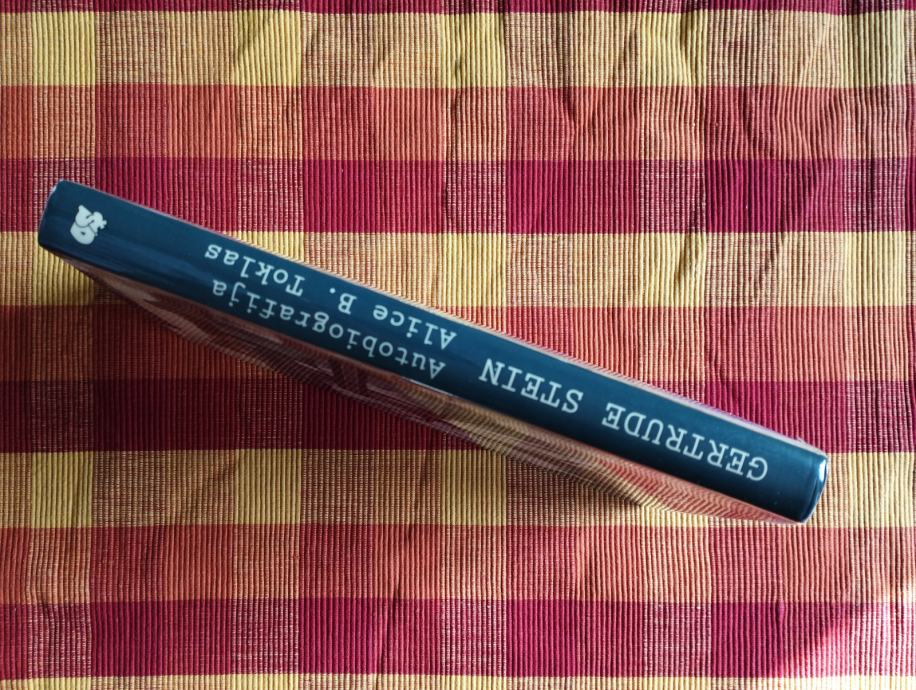 GERTRUDE STEIN
Autobiografija
Alice B. Toklas